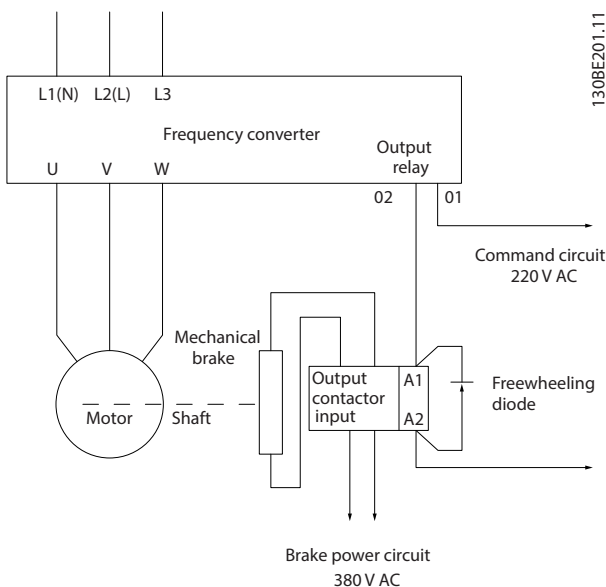 130BE201.11
L1(N) L2(L) L3
Frequency converter
U V W
Output
relay
02 01
Command circuit
220 V AC
Mechanical
brake
Output
contactor
input
A1
A2
Freewheeling
diode
Motor
Shaft
Brake power circuit
380 V AC